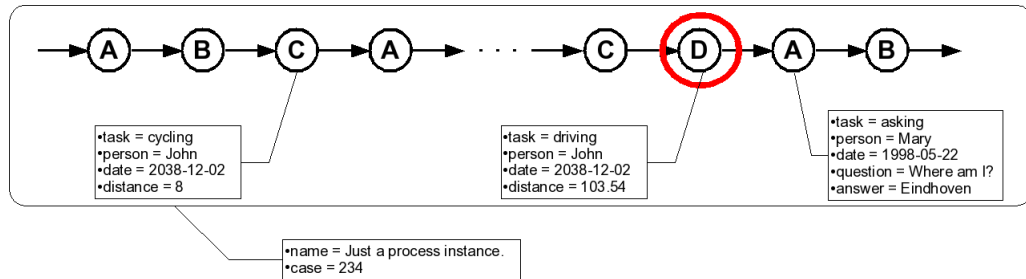 A B C A . . . . C D A B
•task = cycling
•person = John
•date = 2038-12-02
•distance = 8
•task = driving
•person = John
•date = 2038-12-02
•distance = 103.54
•task = asking
•person = Mary
•date = 1998-05-22
•question = Where am I?
•answer = Eindhoven
•name = Just a process instance.
•case = 234